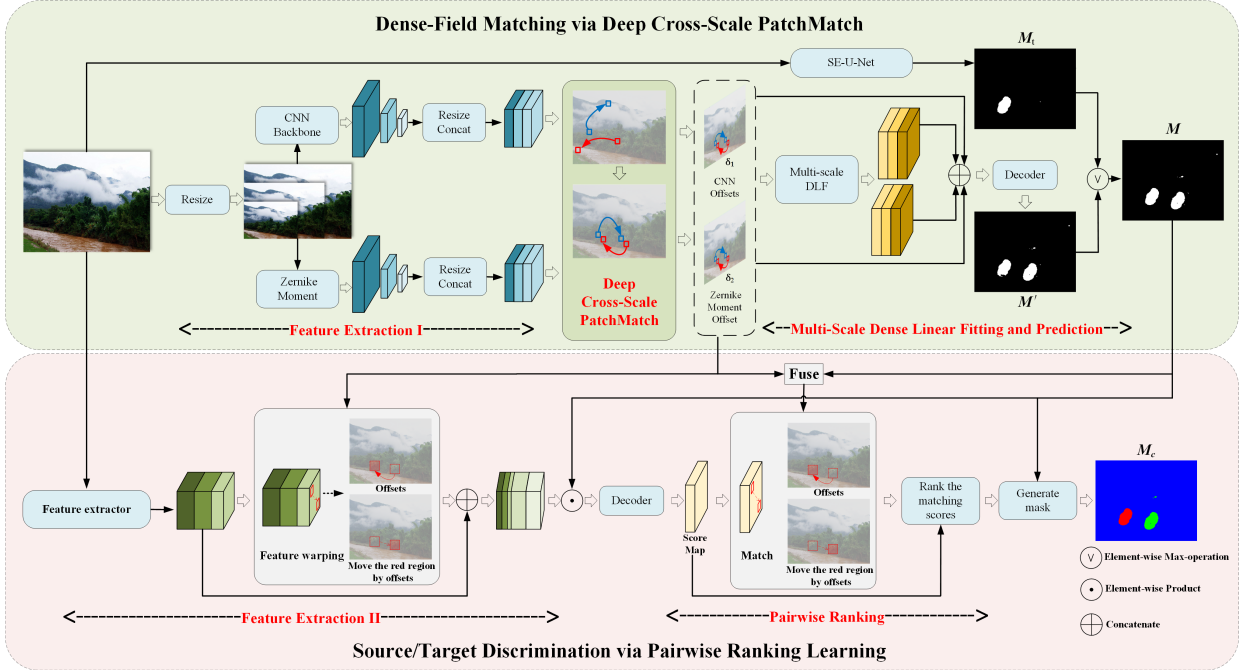 Dense-Field Matching via Deep Cross-Scale PatchMatch
SE-U-Net
Mt
CNN
Backbone
Resize
Concat
Resize
Zernike
Moment
Resize
Concat
Feature Extraction I
Deep
Cross-Scale
PatchMatch
δ1
CNN
Offsets
δ2
Zernike
Moment
Offset
Multi-scale
DLF
Decoder
M'
V
M
Multi-Scale Dense Linear Fitting and Prediction
Fuse
Feature extractor
Offsets
Feature warping
Move the red region
by offsets
Feature Extraction II
Decoder
Score
Map
Match
Offsets
Move the red region
by offsets
Pairwise Ranking
Rank the
matching
scores
Generate
mask
Mc
V Element-wise Max-operation
Element-wise Product
Concatenate
Source/Target Discrimination via Pairwise Ranking Learning